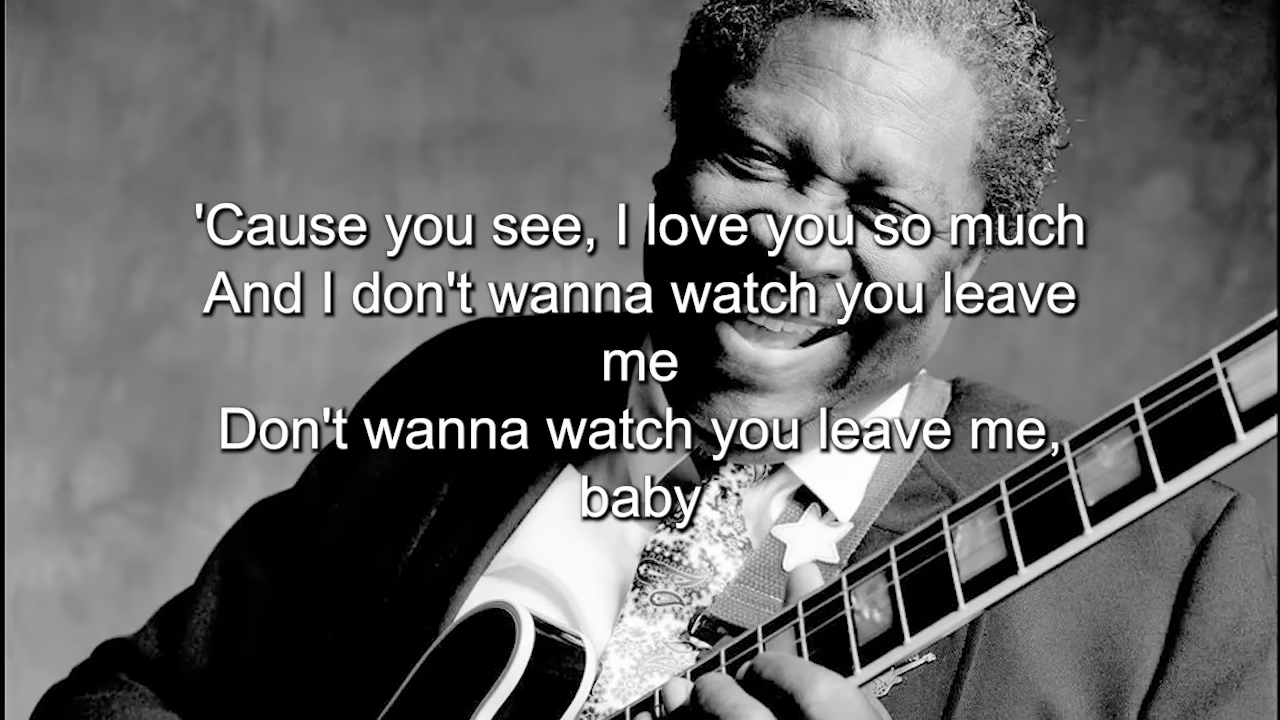 'Cause you see, I love you so much
And I don't wanna watch you leave
me
Don't wanna watch you leave me,
baby